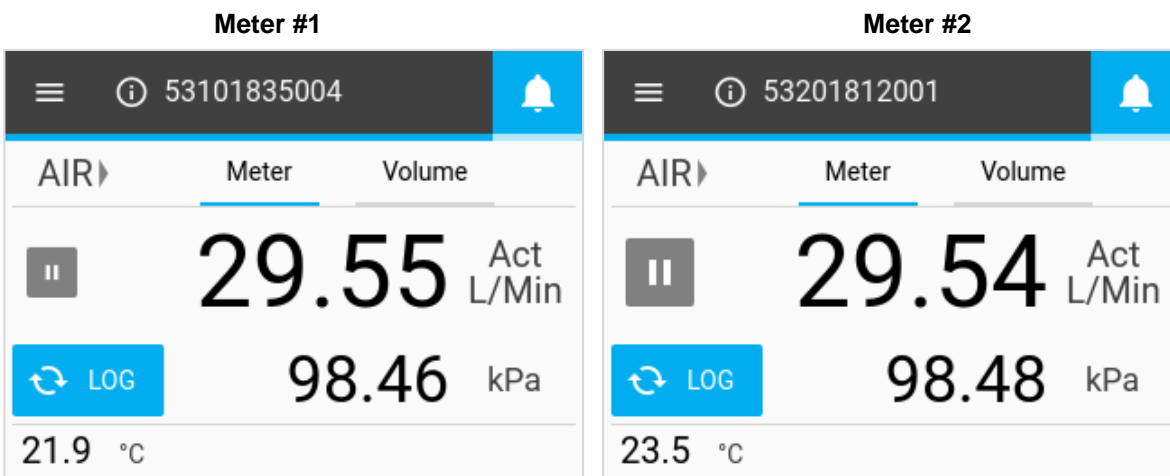 Meter #1
53101835004
AIR Meter Volume
29.55 Act L/Min
LOG 98.46 kPa
21.9 °C
Meter #2
53201812001
AIR Meter Volume
29.54 Act L/Min
LOG 98.48 kPa
23.5 °C